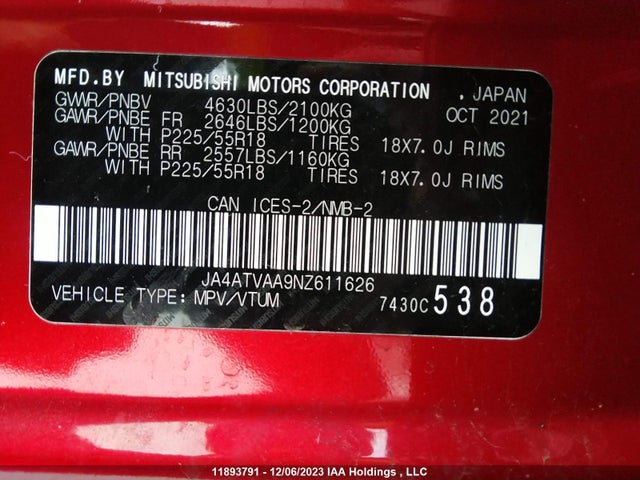 MFD.BY MITSUBISHI MOTORS CORPORATION . JAPAN
GVWR/PNBV 4630LBS/2100KG OCT 2021
GAWR/PNBE FR 2646LBS/1200KG
WITH P225/55R18 TIRES 18X7.0J RIMS
GAWR/PNBE RR 2557LBS/1160KG
WITH P225/55R18 TIRES 18X7.0J RIMS
CAN ICES-2/NMB-2
JA4ATVAA9NZ611626
VEHICLE TYPE:MPV/VTUM 7430C 538
11893791 - 12/06/2023 IAA Holdings , LLC